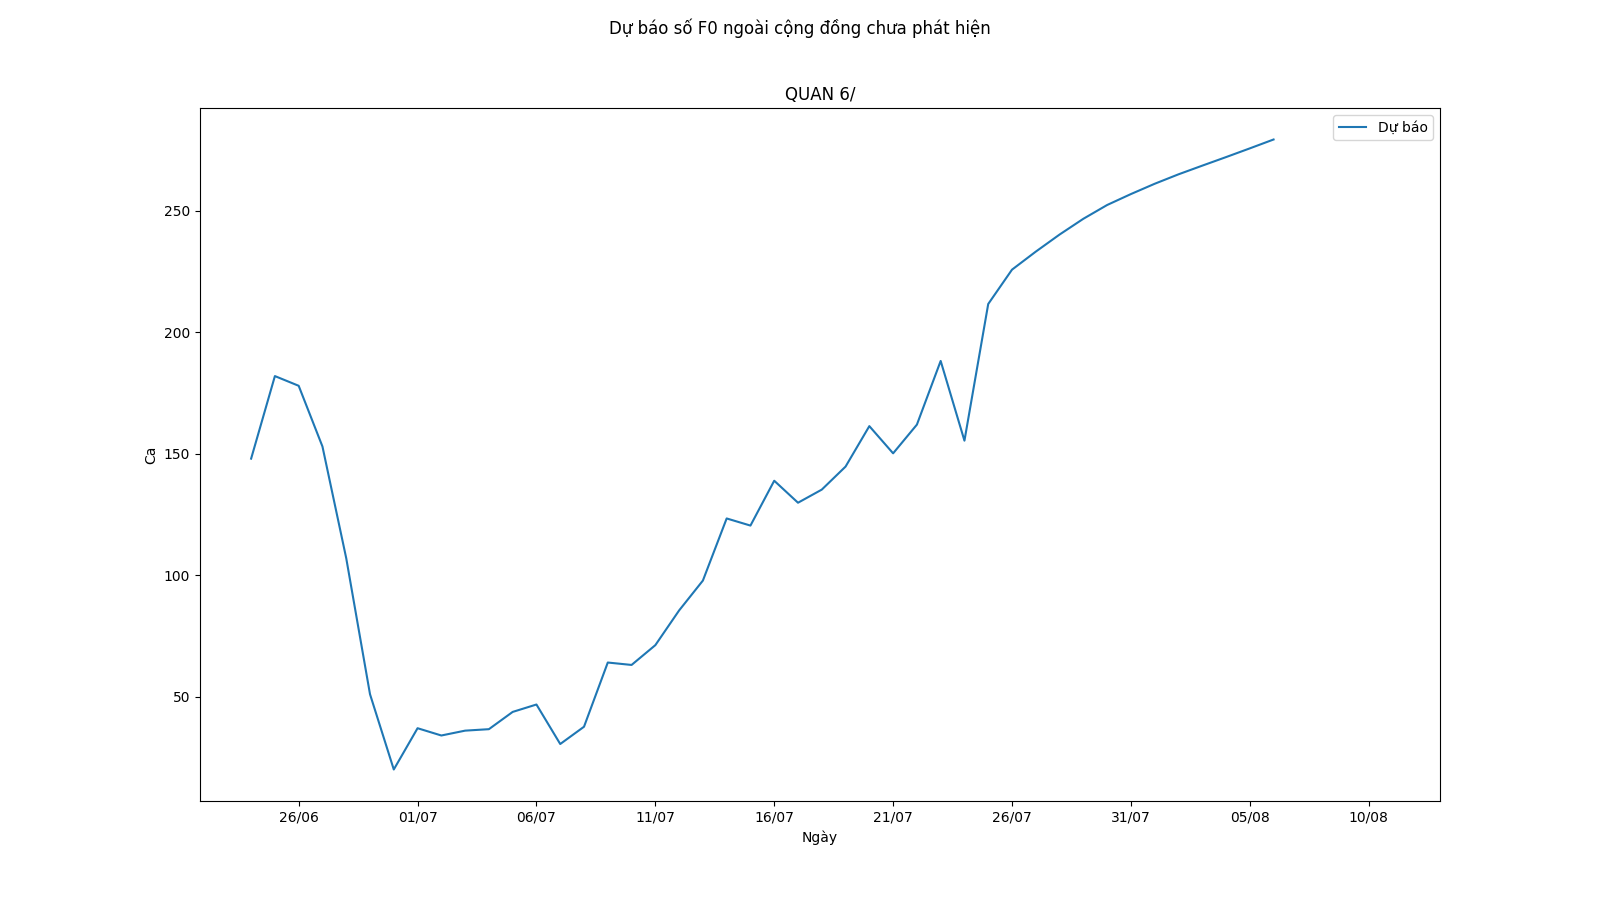 Dự báo số F0 ngoài cộng đồng chưa phát hiện
QUAN 6/
Dự báo
250
200
150
100
50
Ca
26/06 01/07 06/07 11/07 16/07 21/07 26/07 31/07 05/08 10/08
Ngày